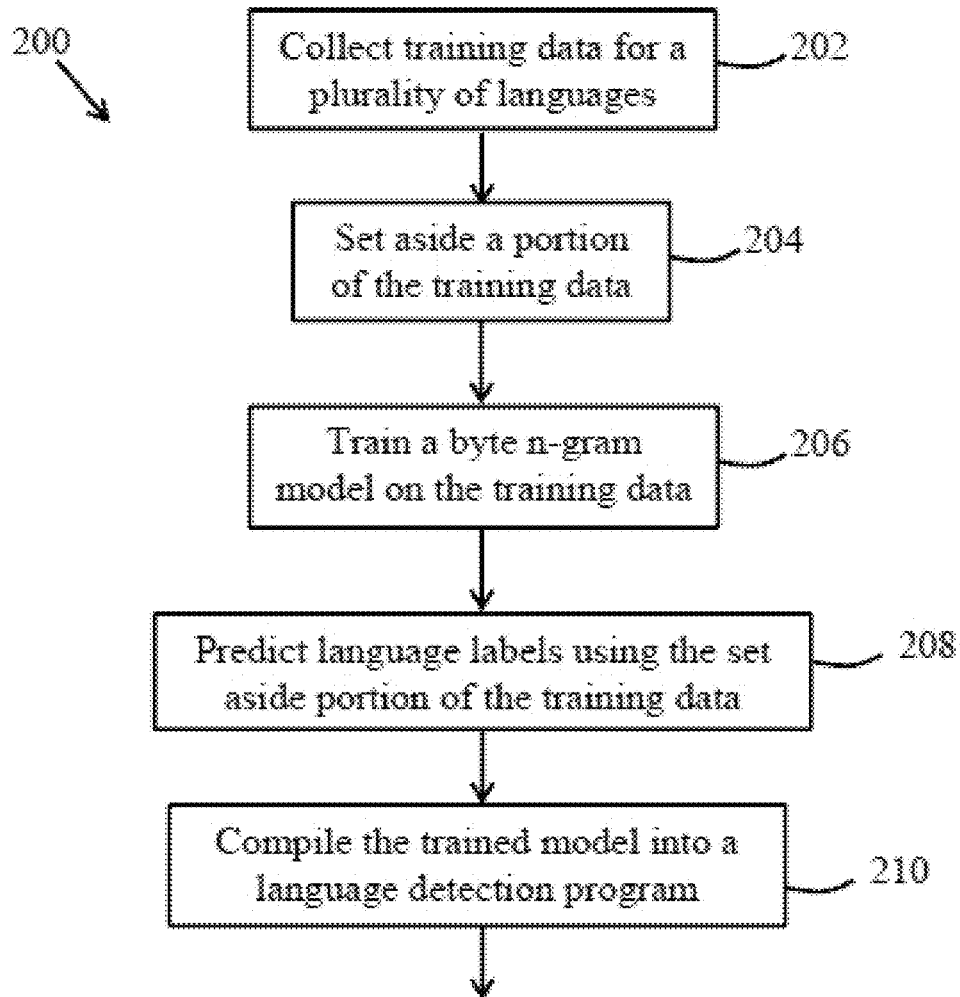 200
Collect training data for a
plurality of languages
202
Set aside a portion
of the training data
204
Train a byte n-gram
model on the training data
206
Predict language labels using the set
aside portion of the training data
208
Compile the trained model into a
language detection program
210